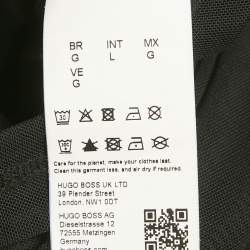 BR INT MX
G L G
VE
G
Care for the planet, make your clothes last.
Clean this garment less, and air dry if required.
HUGO BOSS UK LTD
39 Plender Street
London, NW1 0DT
HUGO BOSS AG
Dieselstrasse 12
72555 Metzingen
Germany